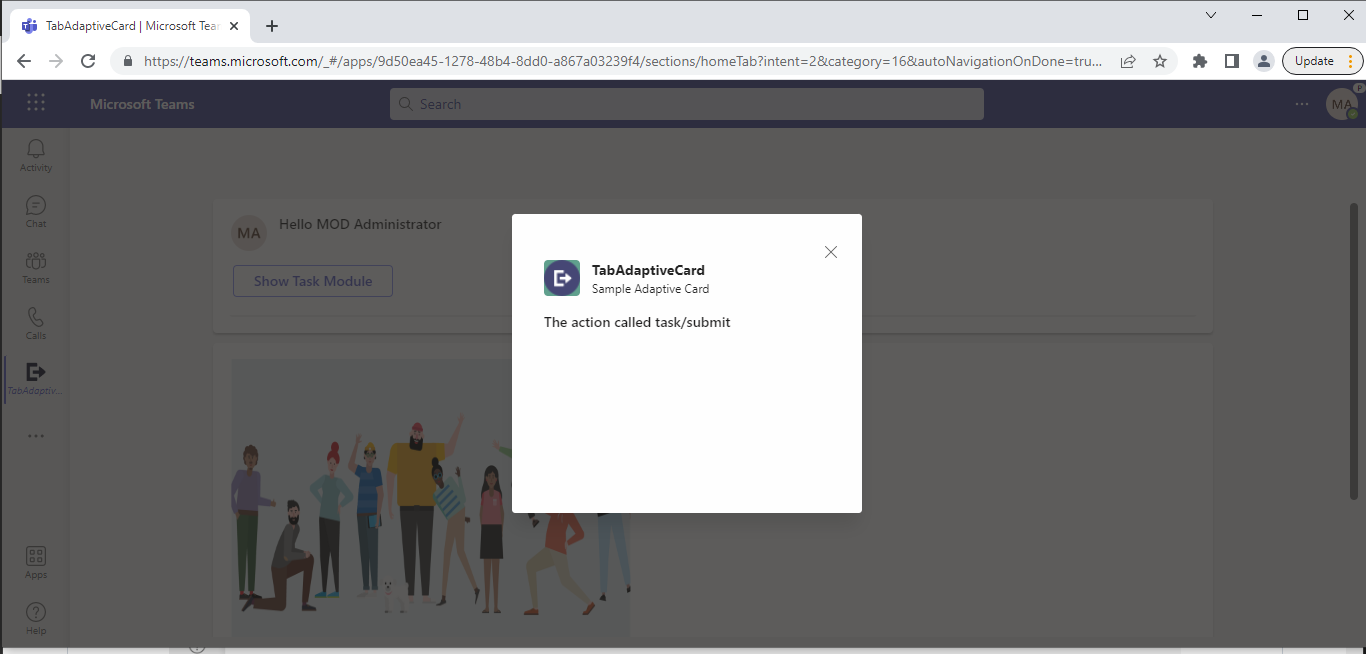 TabAdaptiveCard | Microsoft Tear
https://teams.microsoft.com/_#/apps/9d50ea45-1278-48b4-8dd0-a867a03239f4/sections/homeTab?intent=2&category=16&autoNavigationOnDone=tru...
Update
Microsoft Teams
Search
MA
P
Activity
Chat
Teams
Calls
TabAdaptiv...
Apps
Help
MA
Hello MOD Administrator
Show Task Module
TabAdaptiveCard
Sample Adaptive Card
The action called task/submit